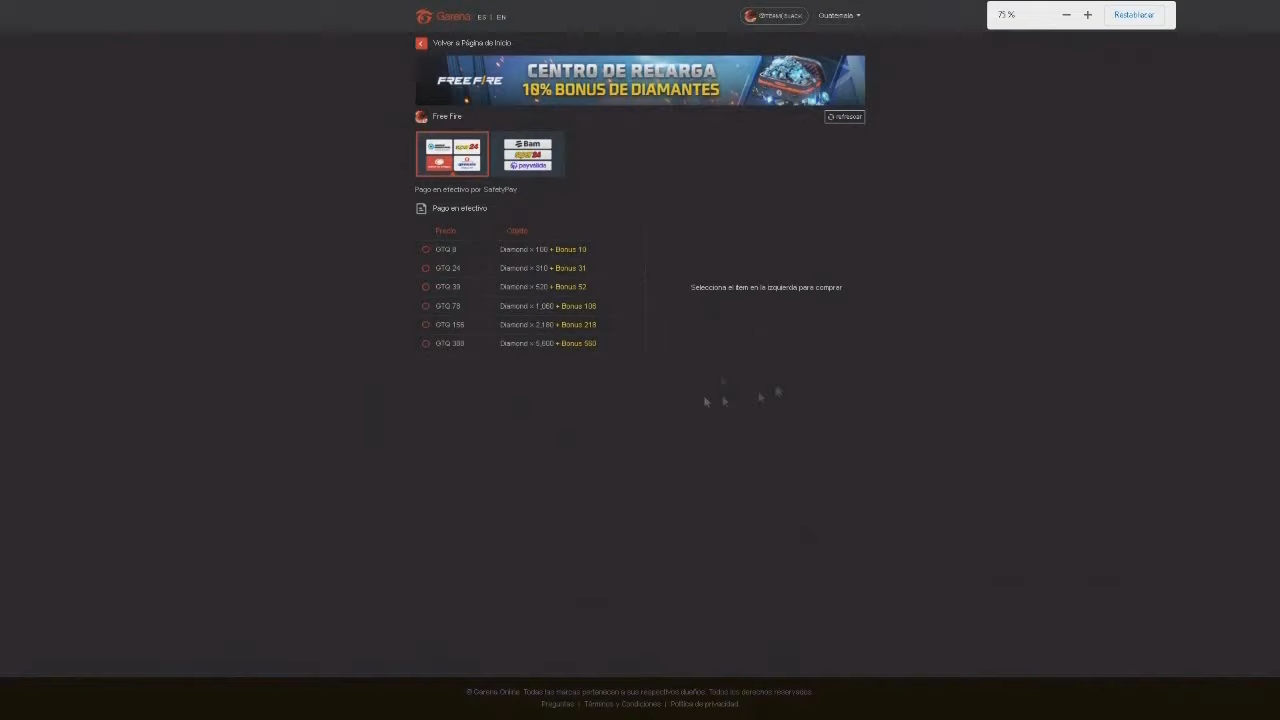 Garena ES | EN
Guatemala
75 %
Restablecer
Volver a Página de Inicio
FREE FIRE
CENTRO DE RECARGA
10% BONUS DE DIAMANTES
Free Fire
refrescar
Bam
payválida
Pago en efectivo por SafetyPay
Pago en efectivo
Precio Objeto
GTQ 8 Diamond × 100 + Bonus 10
GTQ 24 Diamond × 310 + Bonus 31
GTQ 39 Diamond × 520 + Bonus 52
GTQ 78 Diamond × 1,060 + Bonus 106
GTQ 156 Diamond × 2,180 + Bonus 218
GTQ 388 Diamond × 5,600 + Bonus 560
Selecciona el ítem en la izquierda para comprar
© Garena Online. Todas las marcas pertenecen a sus respectivos dueños. Todos los derechos reservados.
Preguntas | Términos y Condiciones | Política de privacidad